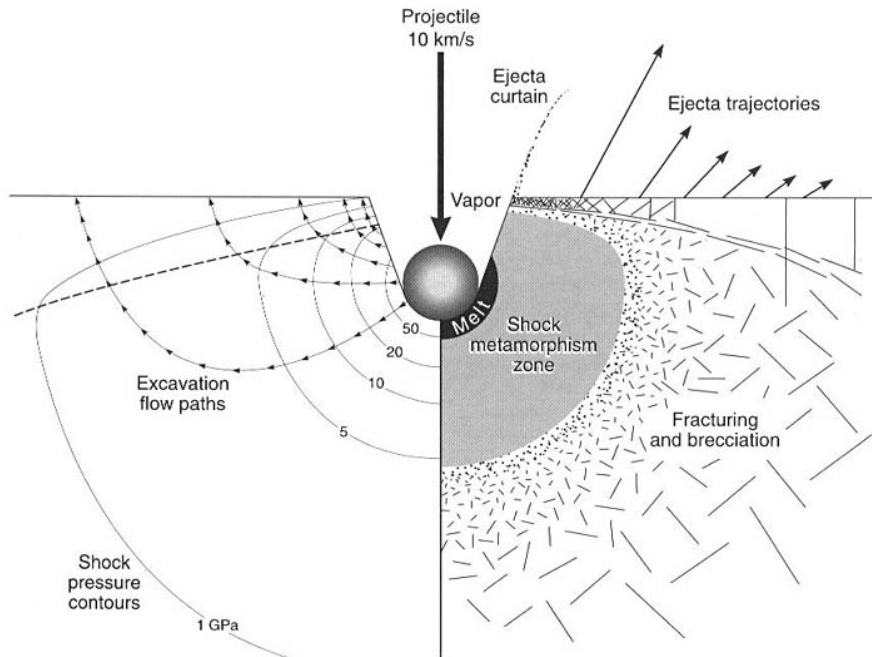 Projectile
10 km/s
Ejecta
curtain
Ejecta trajectories
Vapor
Melt
Shock
metamorphism
zone
50
20
10
5
Excavation
flow paths
Fracturing
and brecciation
Shock
pressure
contours
1 GPa